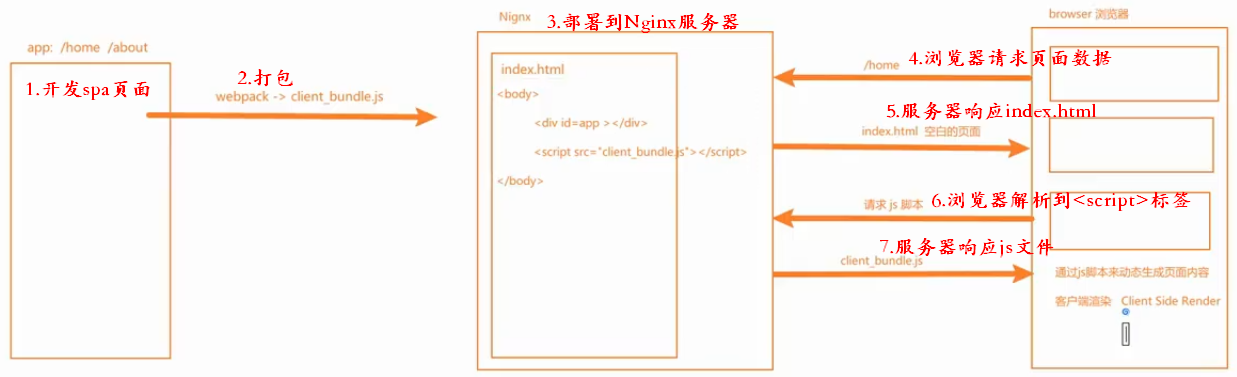 app: /home /about
1.开发spa页面
2.打包
webpack -> client_bundle.js
Nignx
3.部署到Nginx服务器
index.html
<body>
<div id=app ></div>
<script src="client_bundle.js"></script>
</body>
browser 浏览器
4.浏览器请求页面数据
/home
5.服务器响应index.html
index.html 空白的页面
6.浏览器解析到<script>标签
请求 js 脚本
7.服务器响应js文件
client_bundle.js
通过js脚本来动态生成页面内容
客户端渲染 Client Side Render